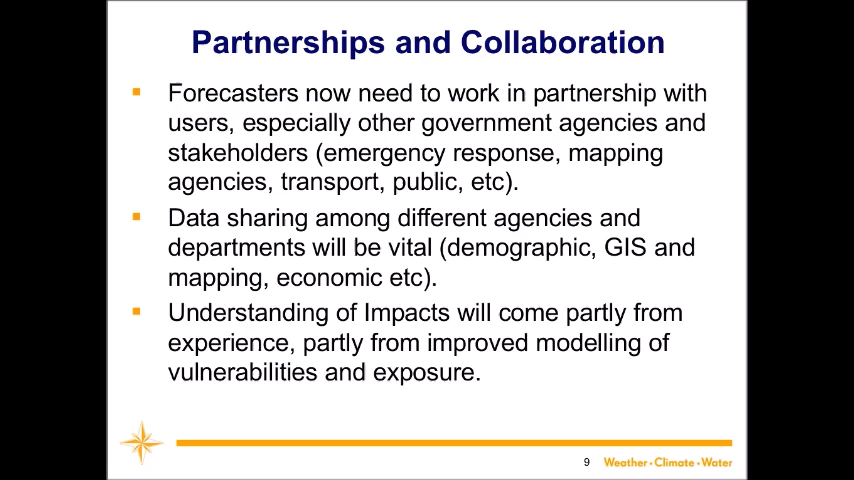 Partnerships and Collaboration
Forecasters now need to work in partnership with
users, especially other government agencies and
stakeholders (emergency response, mapping
agencies, transport, public, etc).
Data sharing among different agencies and
departments will be vital (demographic, GIS and
mapping, economic etc).
Understanding of Impacts will come partly from
experience, partly from improved modelling of
vulnerabilities and exposure.
9 Weather • Climate • Water